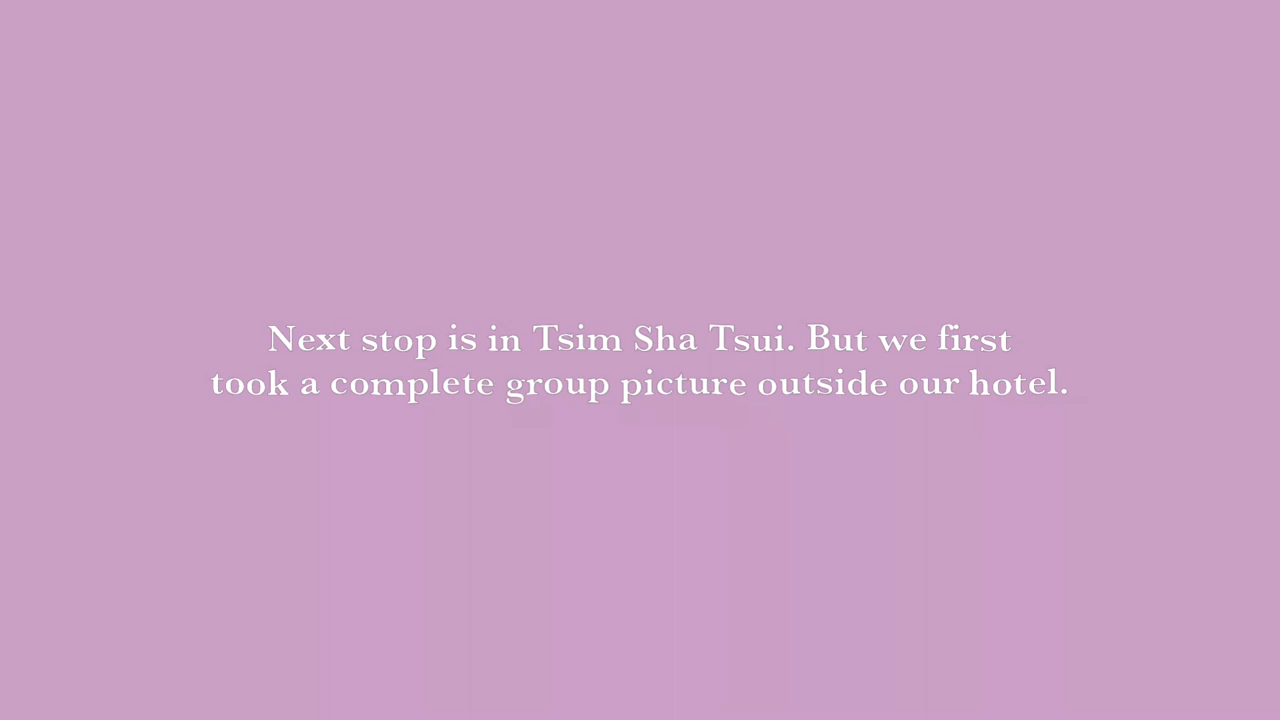 Next stop is in Tsim Sha Tsui. But we first
took a complete group picture outside our hotel.